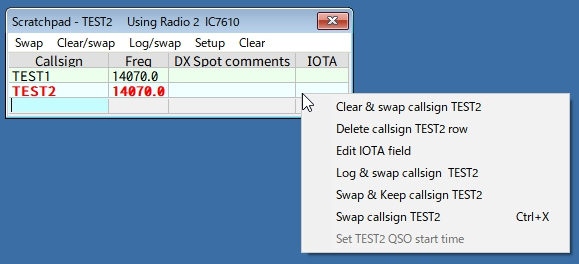 Scratchpad - TEST2 Using Radio 2 IC7610
Swap Clear/swap Log/swap Setup Clear
Callsign Freq DX Spot comments IOTA
TEST1 14070.0
TEST2 14070.0
Clear & swap callsign TEST2
Delete callsign TEST2 row
Edit IOTA field
Log & swap callsign TEST2
Swap & Keep callsign TEST2
Swap callsign TEST2 Ctrl+X
Set TEST2 QSO start time